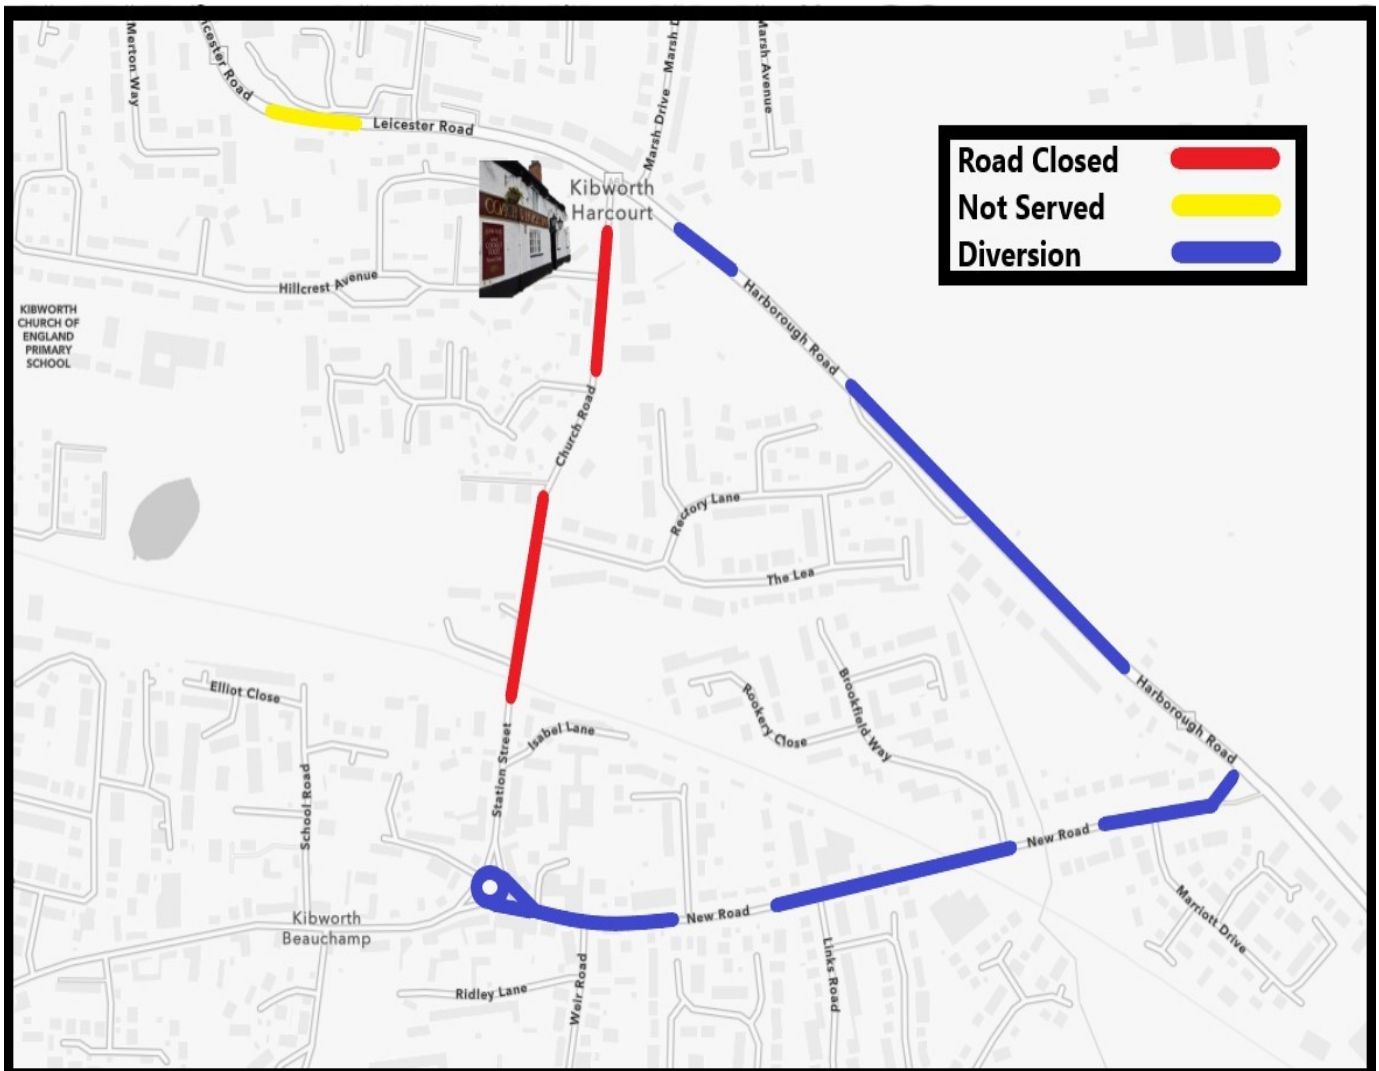 Merton Way
Leicester Road
Marsh Drive
Marsh Avenue
Leicester Road
Kibworth
Harcourt
A6
Road Closed
Not Served
Diversion
Hillcrest Avenue
Harborough Road
KIBWORTH
CHURCH OF
ENGLAND
PRIMARY
SCHOOL
Church Road
Rectory Lane
The Lea
Elliot Close
Isabel Lane
Rookery Close
Brookfield Way
Harborough Road
Station Street
School Road
New Road
Kibworth
Beauchamp
New Road
Marriott Drive
Ridley Lane
Weir Road
Links Road